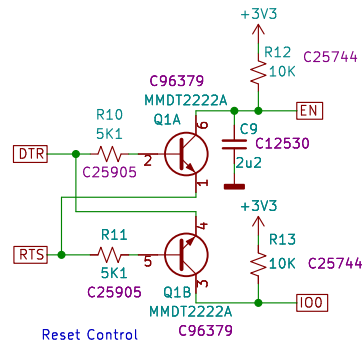 +3V3
R12
10K
C25744
C96379
MMDT2222A
Q1A
EN
6
C9
C12530
2u2
R10
5K1
DTR
2
C25905
1
+3V3
4
RTS
R11
5K1
5
R13
10K
C25744
C25905
Q1B
3
MMDT2222A
IO0
C96379
Reset Control